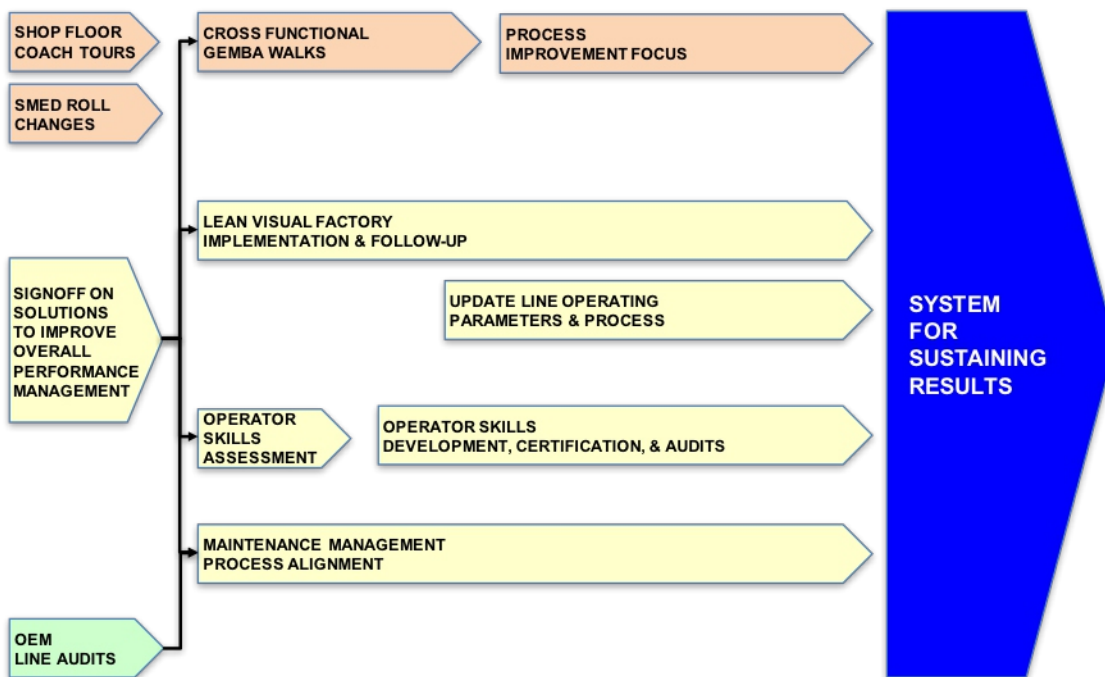 SHOP FLOOR
COACH TOURS
CROSS FUNCTIONAL
GEMBA WALKS
PROCESS
IMPROVEMENT FOCUS
SMED ROLL
CHANGES
LEAN VISUAL FACTORY
IMPLEMENTATION & FOLLOW-UP
SIGNOFF ON
SOLUTIONS
TO IMPROVE
OVERALL
PERFORMANCE
MANAGEMENT
UPDATE LINE OPERATING
PARAMETERS & PROCESS
OPERATOR
SKILLS
ASSESSMENT
OPERATOR SKILLS
DEVELOPMENT, CERTIFICATION, & AUDITS
MAINTENANCE MANAGEMENT
PROCESS ALIGNMENT
OEM
LINE AUDITS
SYSTEM
FOR
SUSTAINING
RESULTS